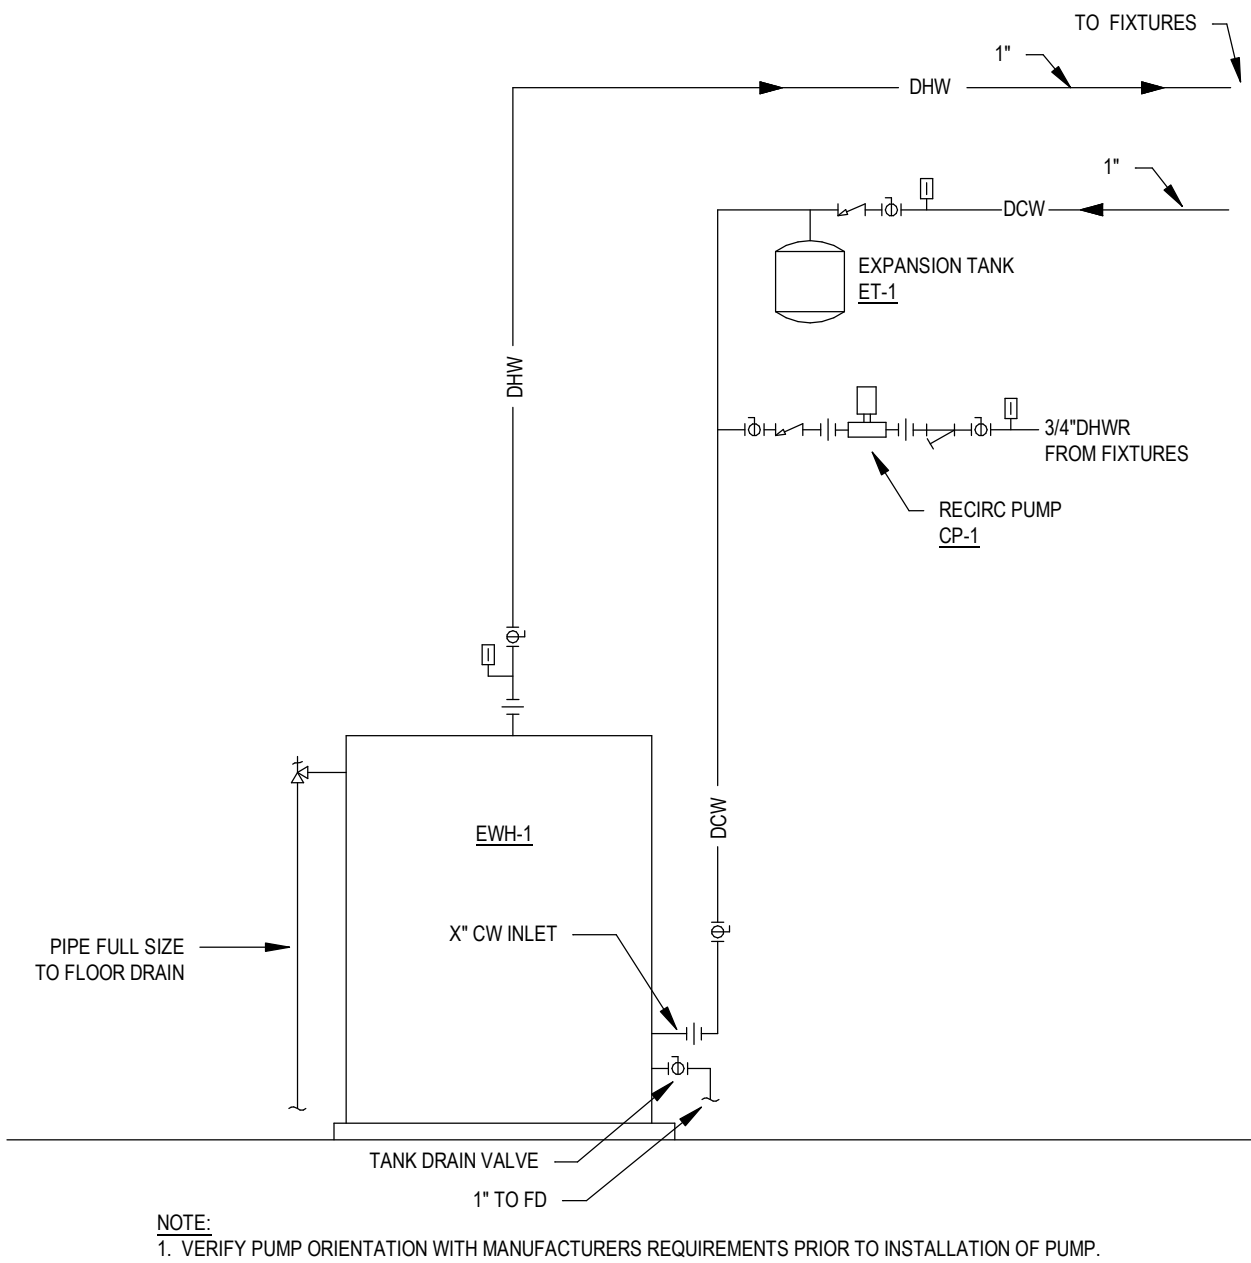 TO FIXTURES
1"
DHW
1"
DCW
EXPANSION TANK
ET-1
DHW
3/4"DHWR
FROM FIXTURES
RECIRC PUMP
CP-1
DCW
EWH-1
X" CW INLET
PIPE FULL SIZE
TO FLOOR DRAIN
TANK DRAIN VALVE
1" TO FD
NOTE:
1. VERIFY PUMP ORIENTATION WITH MANUFACTURERS REQUIREMENTS PRIOR TO INSTALLATION OF PUMP.